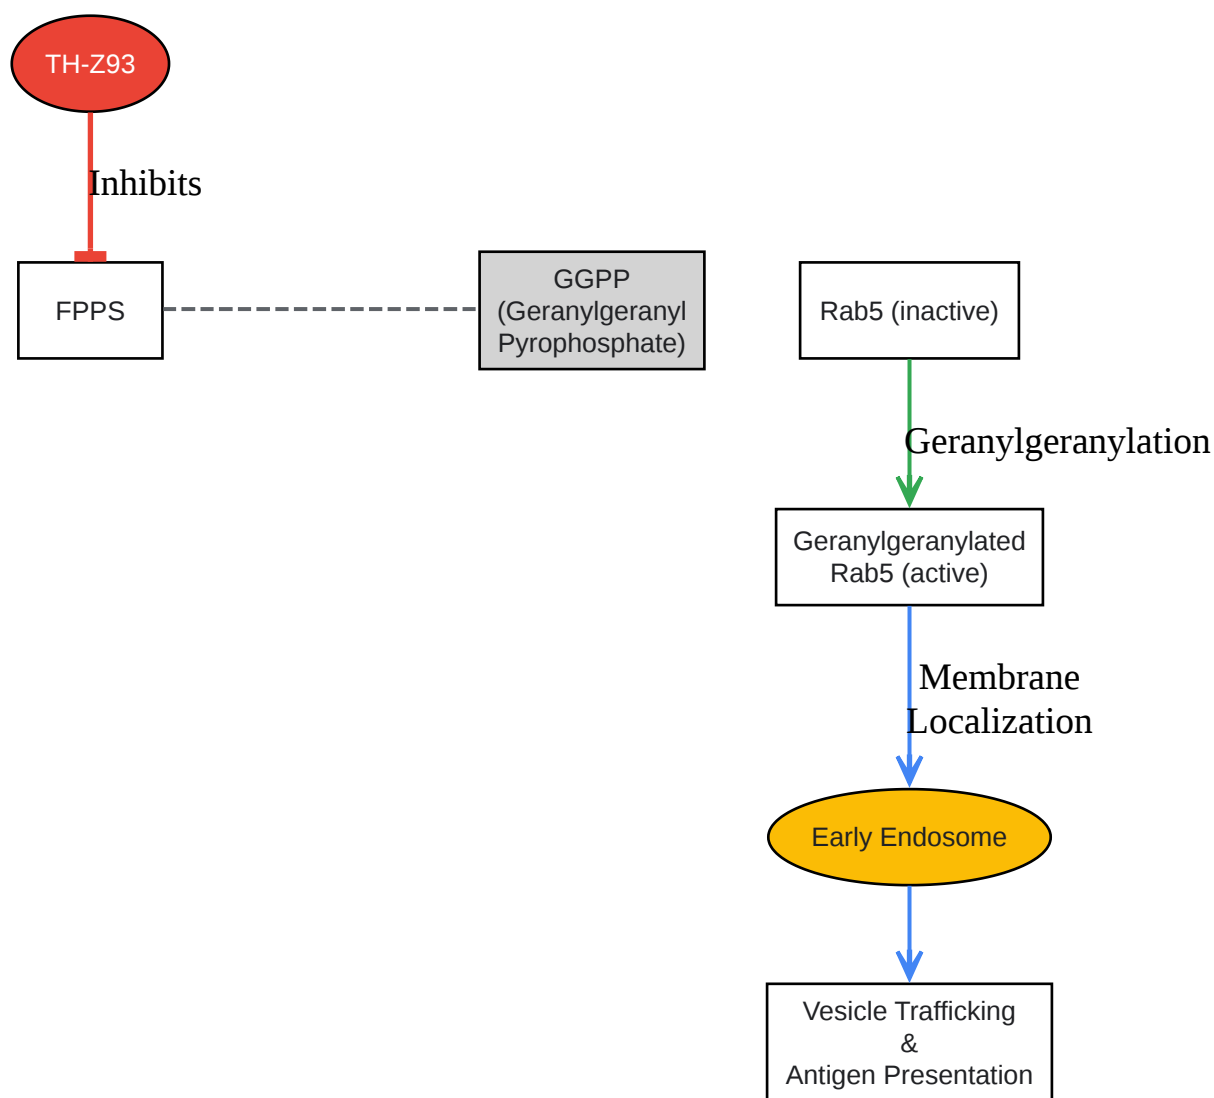 TH-Z93
Inhibits
FPPS
GGPP
(Geranylgeranyl
Pyrophosphate)
Rab5 (inactive)
Geranylgeranylation
Geranylgeranylated
Rab5 (active)
Membrane
Localization
Early Endosome
Vesicle Trafficking
&
Antigen Presentation